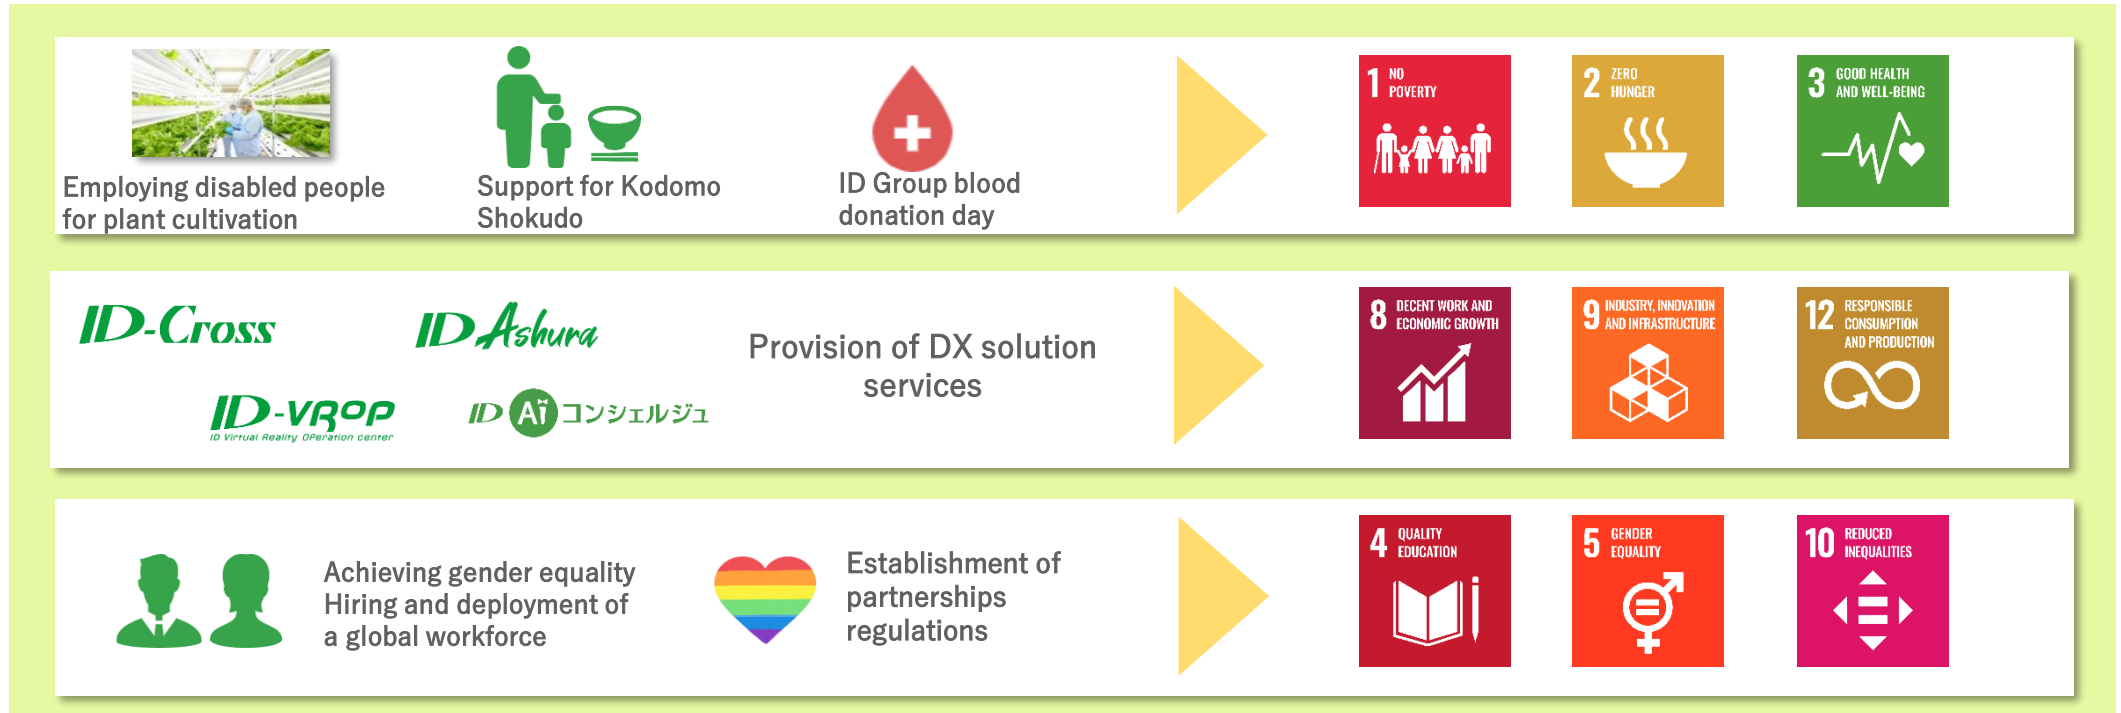 Employing disabled people
for plant cultivation
Support for Kodomo
Shokudo
ID Group blood
donation day
1 NO
POVERTY
2 ZERO
HUNGER
3 GOOD HEALTH
AND WELL-BEING
ID-Cross
ID Ashura
ID-VROP
ID Virtual Reality OPeration center
ID Ai コンシェルジュ
Provision of DX solution
services
8 DECENT WORK AND
ECONOMIC GROWTH
9 INDUSTRY, INNOVATION
AND INFRASTRUCTURE
12 RESPONSIBLE
CONSUMPTION
AND PRODUCTION
Achieving gender equality
Hiring and deployment of
a global workforce
Establishment of
partnerships
regulations
4 QUALITY
EDUCATION
5 GENDER
EQUALITY
10 REDUCED
INEQUALITIES